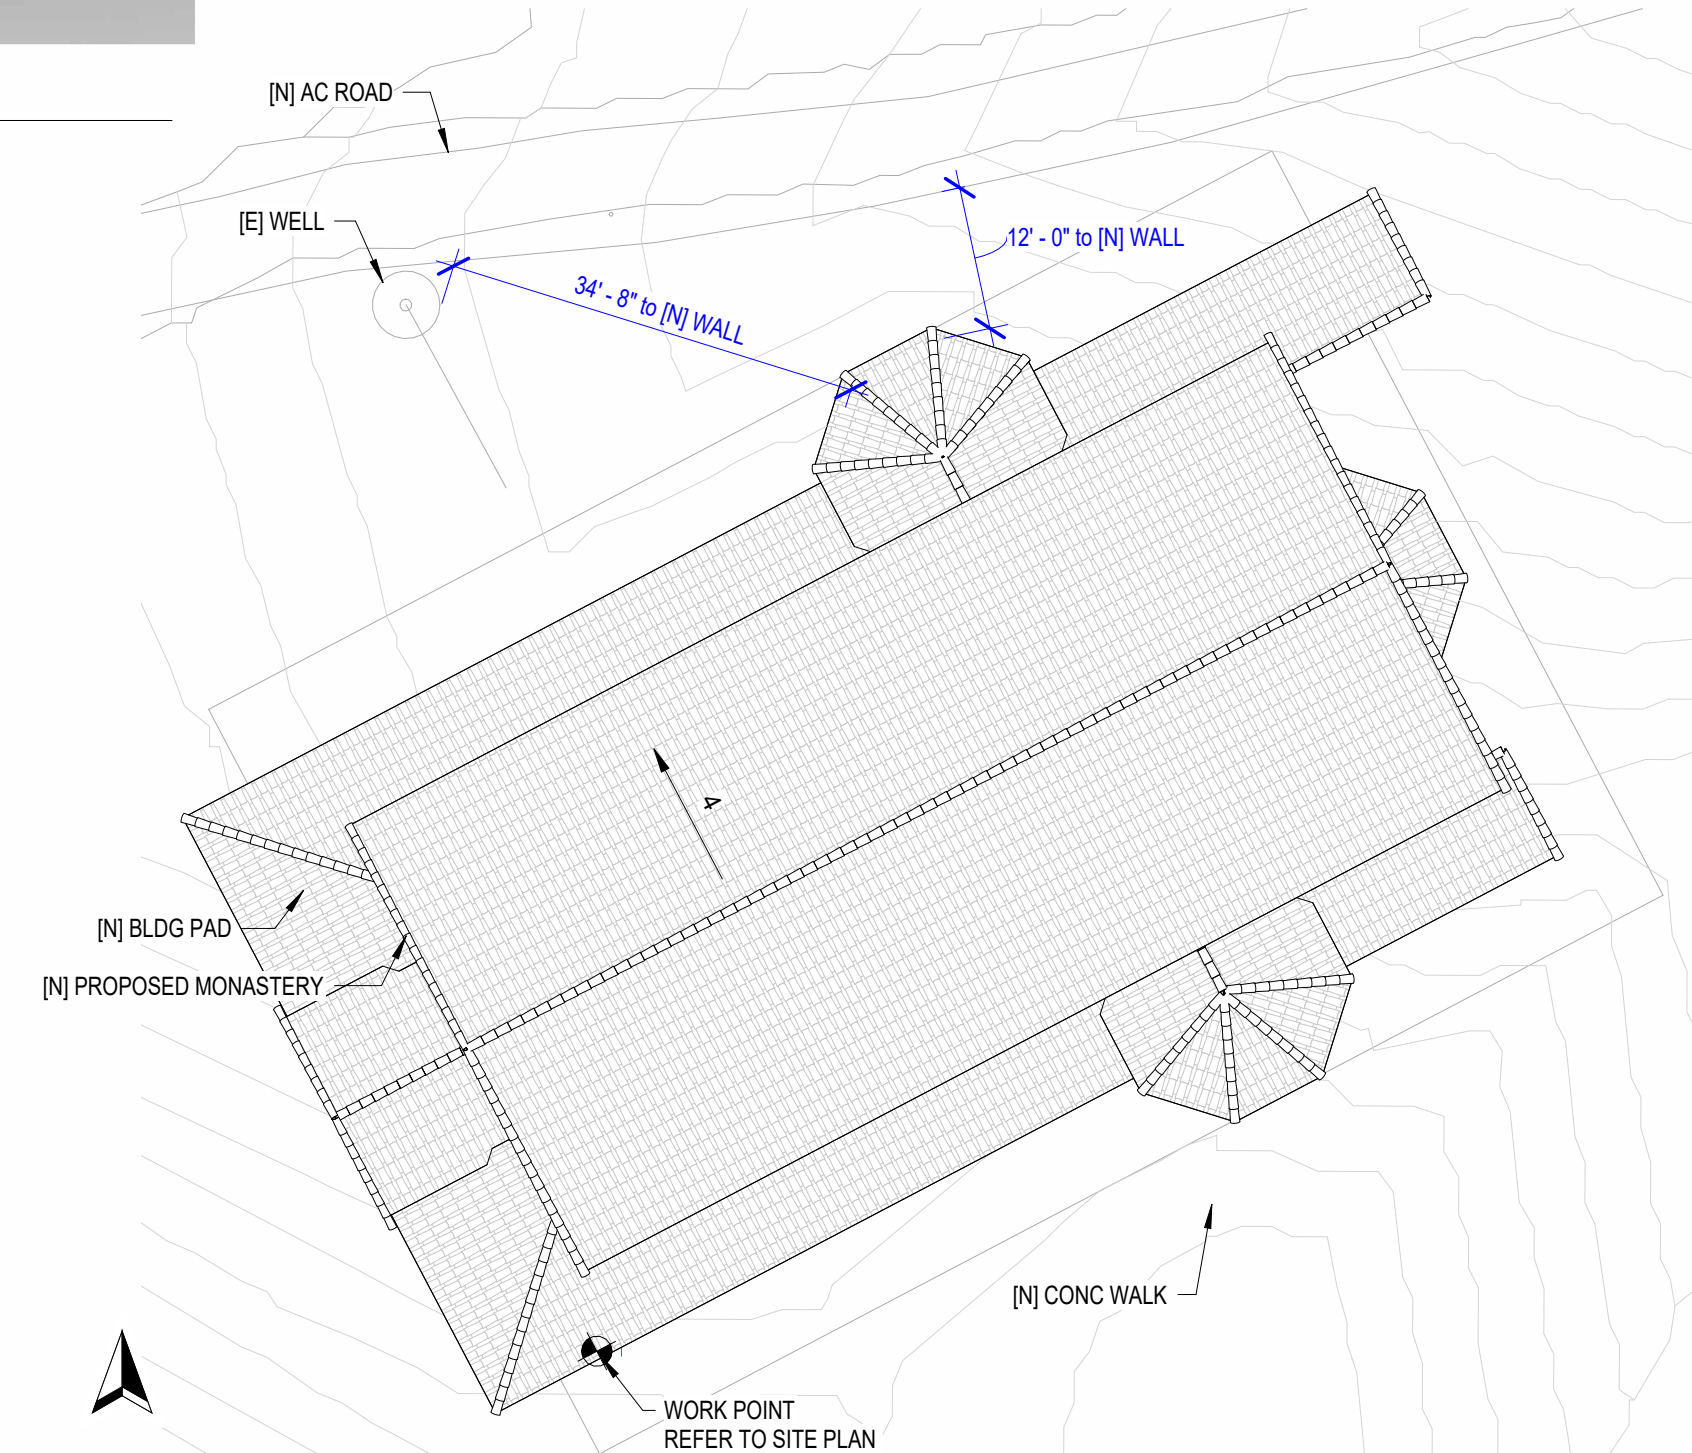 [N] AC ROAD
[E] WELL
12' - 0" to [N] WALL
34' - 8" to [N] WALL
4
[N] BLDG PAD
[N] PROPOSED MONASTERY
[N] CONC WALK
WORK POINT
REFER TO SITE PLAN